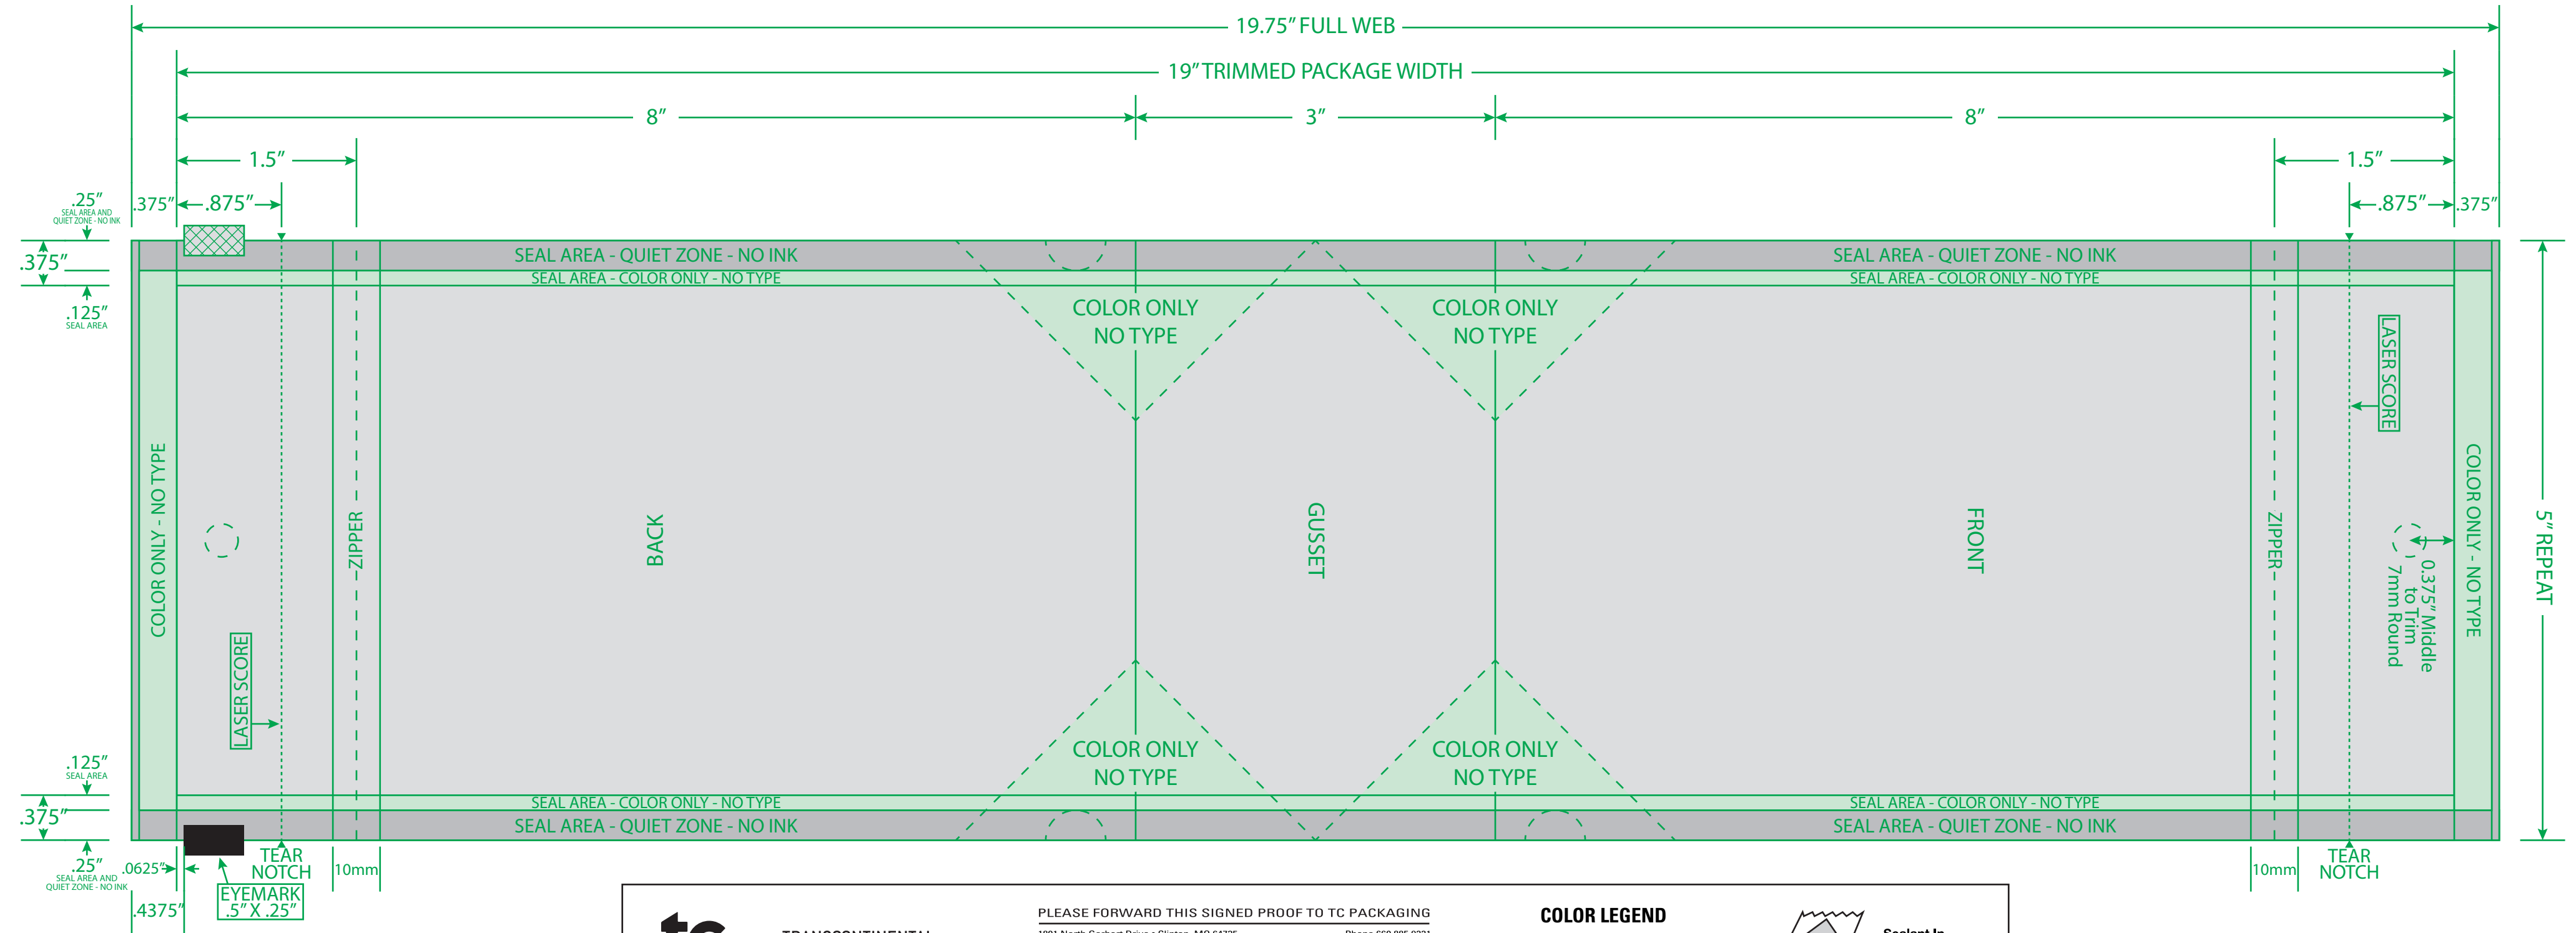 19.75” FULL WEB
19” TRIMMED PACKAGE WIDTH
8”
3”
8”
1.5”
1.5”
.25”
SEAL AREA AND
QUIET ZONE - NO INK
.375”
.875”
.875”
.375”
.375”
SEAL AREA - QUIET ZONE - NO INK
SEAL AREA - QUIET ZONE - NO INK
SEAL AREA - COLOR ONLY - NO TYPE
SEAL AREA - COLOR ONLY - NO TYPE
.125”
SEAL AREA
COLOR ONLY
NO TYPE
COLOR ONLY
NO TYPE
LASER SCORE
COLOR ONLY - NO TYPE
ZIPPER
BACK
GUSSET
FRONT
ZIPPER
0.375” Middle
to Trim
7mm Round
COLOR ONLY - NO TYPE
5” REPEAT
LASER SCORE
COLOR ONLY
NO TYPE
COLOR ONLY
NO TYPE
.125”
SEAL AREA
.375”
SEAL AREA - COLOR ONLY - NO TYPE
SEAL AREA - COLOR ONLY - NO TYPE
SEAL AREA - QUIET ZONE - NO INK
SEAL AREA - QUIET ZONE - NO INK
.25”
SEAL AREA AND
QUIET ZONE - NO INK
.0625”
TEAR
NOTCH
10mm
10mm
TEAR
NOTCH
EYEMARK
.5” X .25”
.4375”
tc
PLEASE FORWARD THIS SIGNED PROOF TO TC PACKAGING
COLOR LEGEND